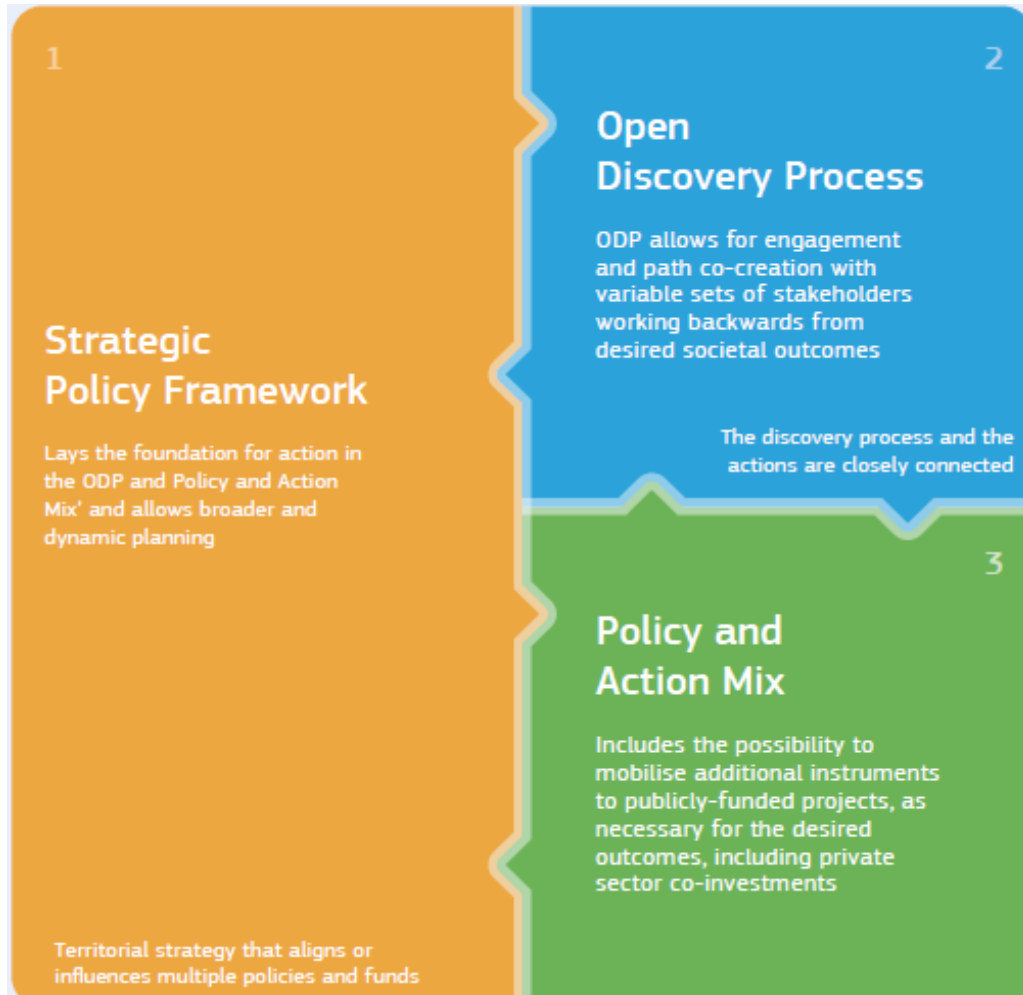 1
Strategic
Policy Framework
Lays the foundation for action in
the ODP and Policy and Action
Mix' and allows broader and
dynamic planning
Territorial strategy that aligns or
influences multiple policies and funds
2
Open
Discovery Process
ODP allows for engagement
and path co-creation with
variable sets of stakeholders
working backwards from
desired societal outcomes
The discovery process and the
actions are closely connected
3
Policy and
Action Mix
Includes the possibility to
mobilise additional instruments
to publicly-funded projects, as
necessary for the desired
outcomes, including private
sector co-investments